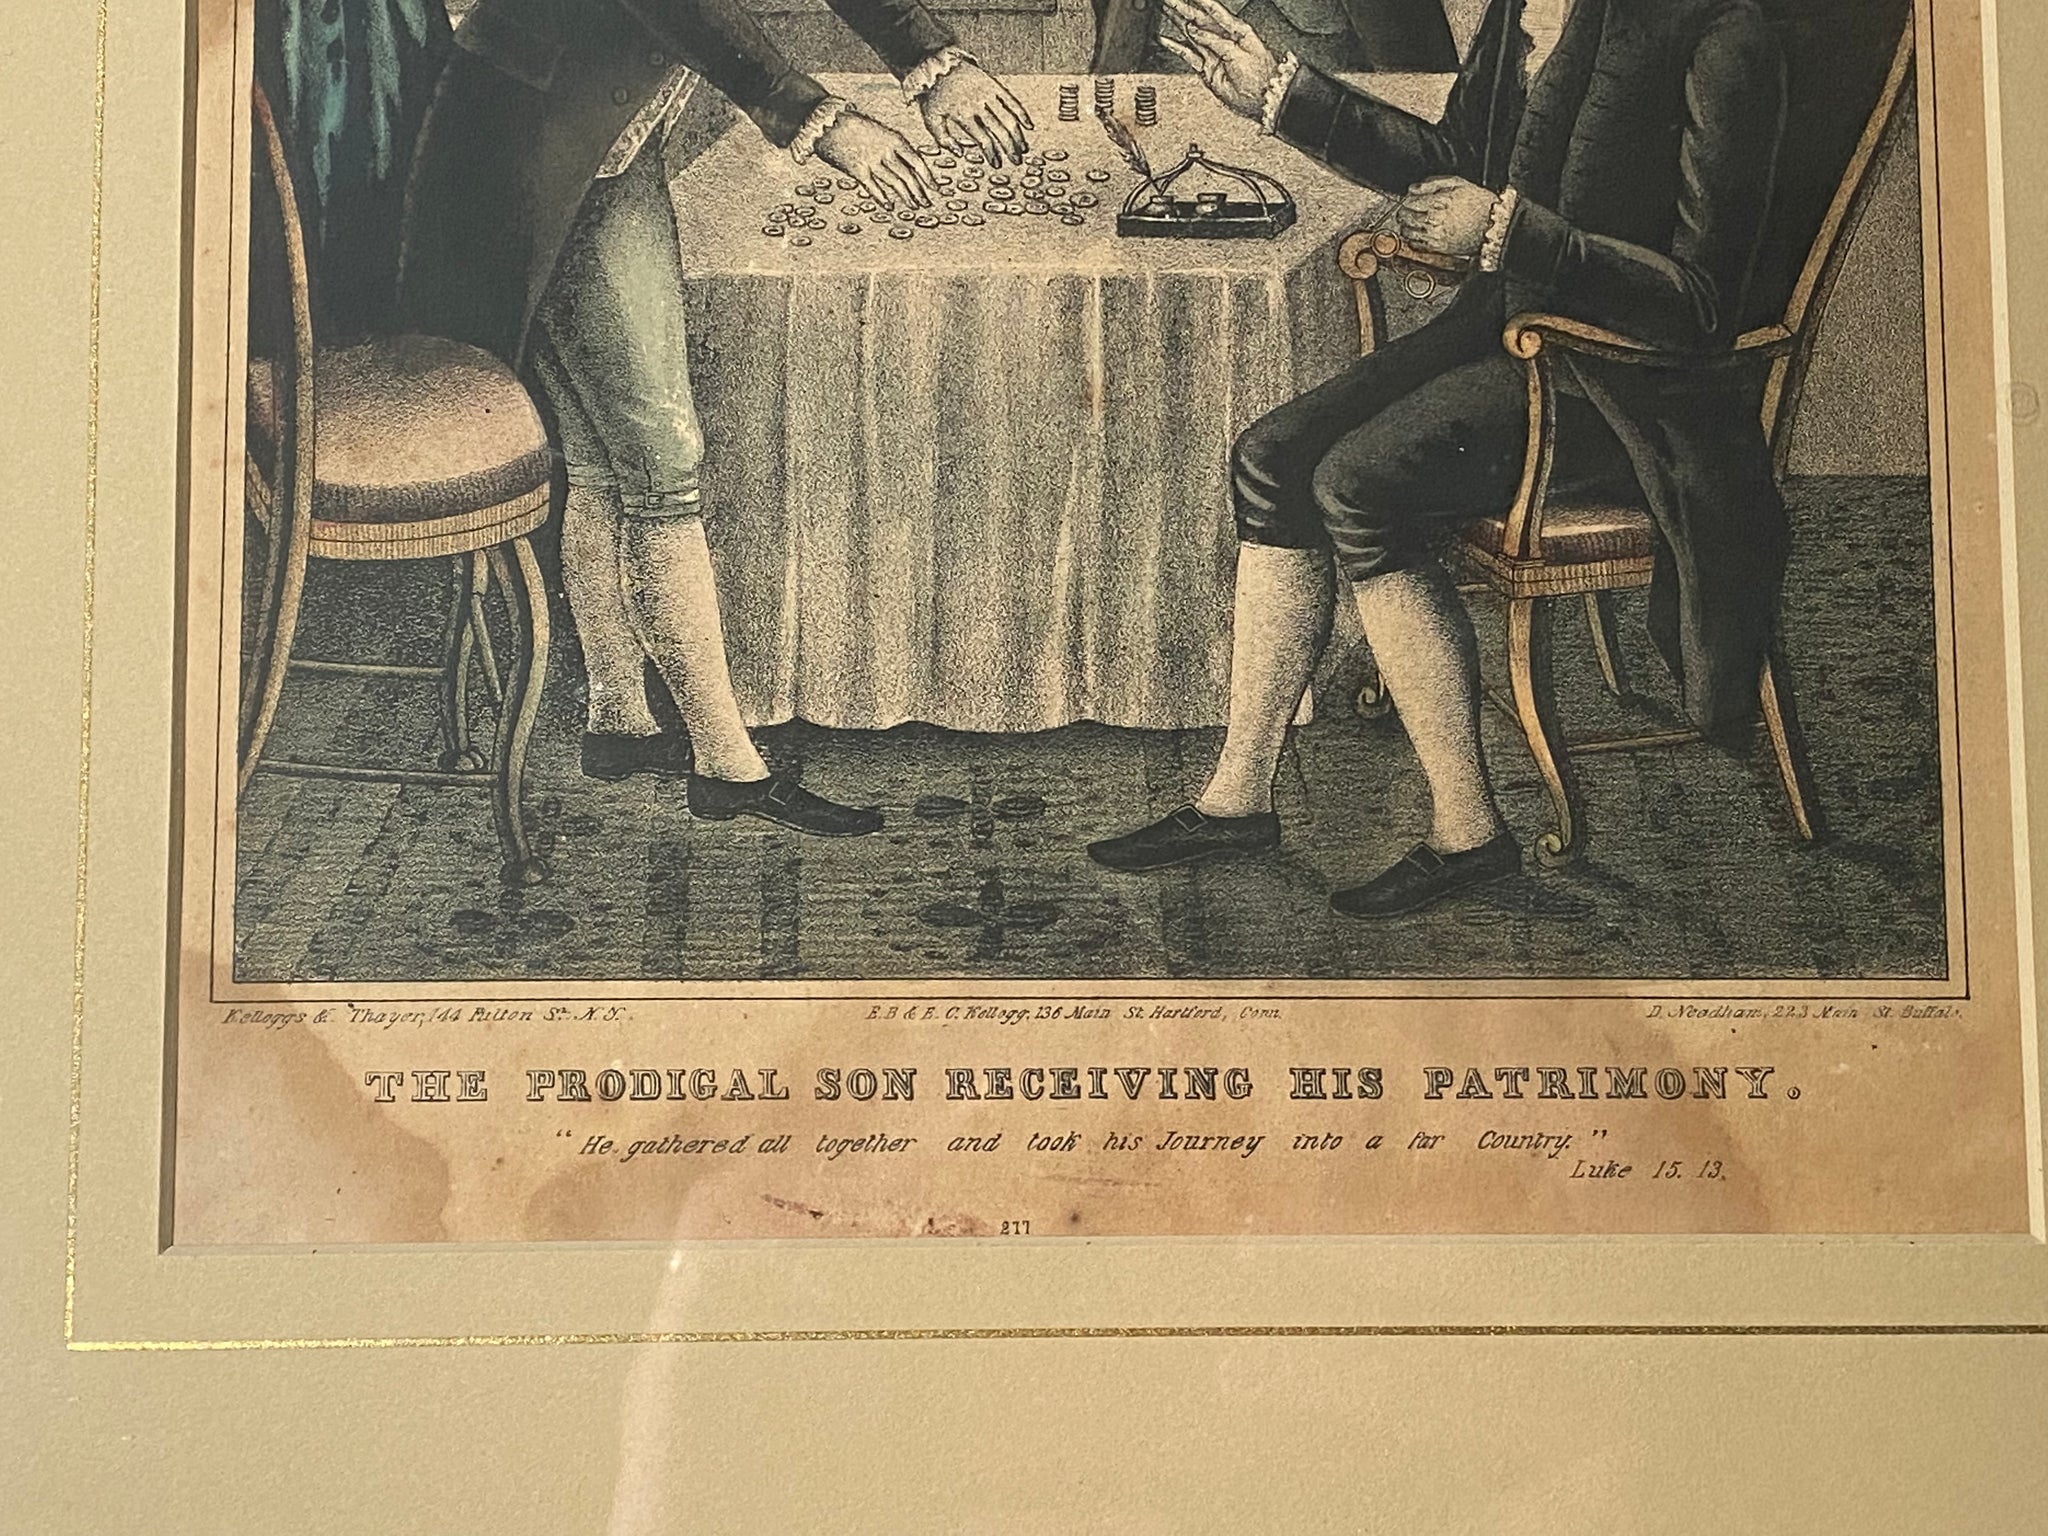 Kelloggs & Thayer, 144 Fulton St. N.Y. E.B & E.C. Kellogg, 136 Main St. Hartford, Conn. D. Needham, 223 Main St. Buffalo.
THE PRODIGAL SON RECEIVING HIS PATRIMONY.
"He gathered all together and took his Journey into a far Country."
Luke 15. 13.
277